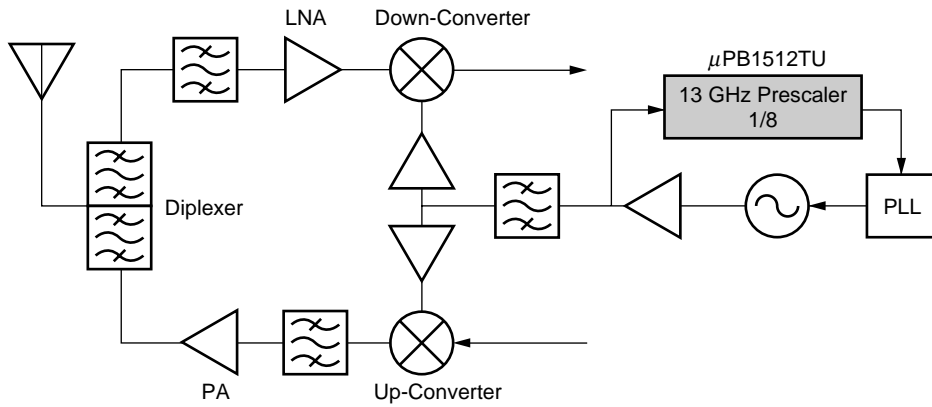 LNA
Down-Converter
μPB1512TU
13 GHz Prescaler
1/8
Diplexer
PLL
PA
Up-Converter